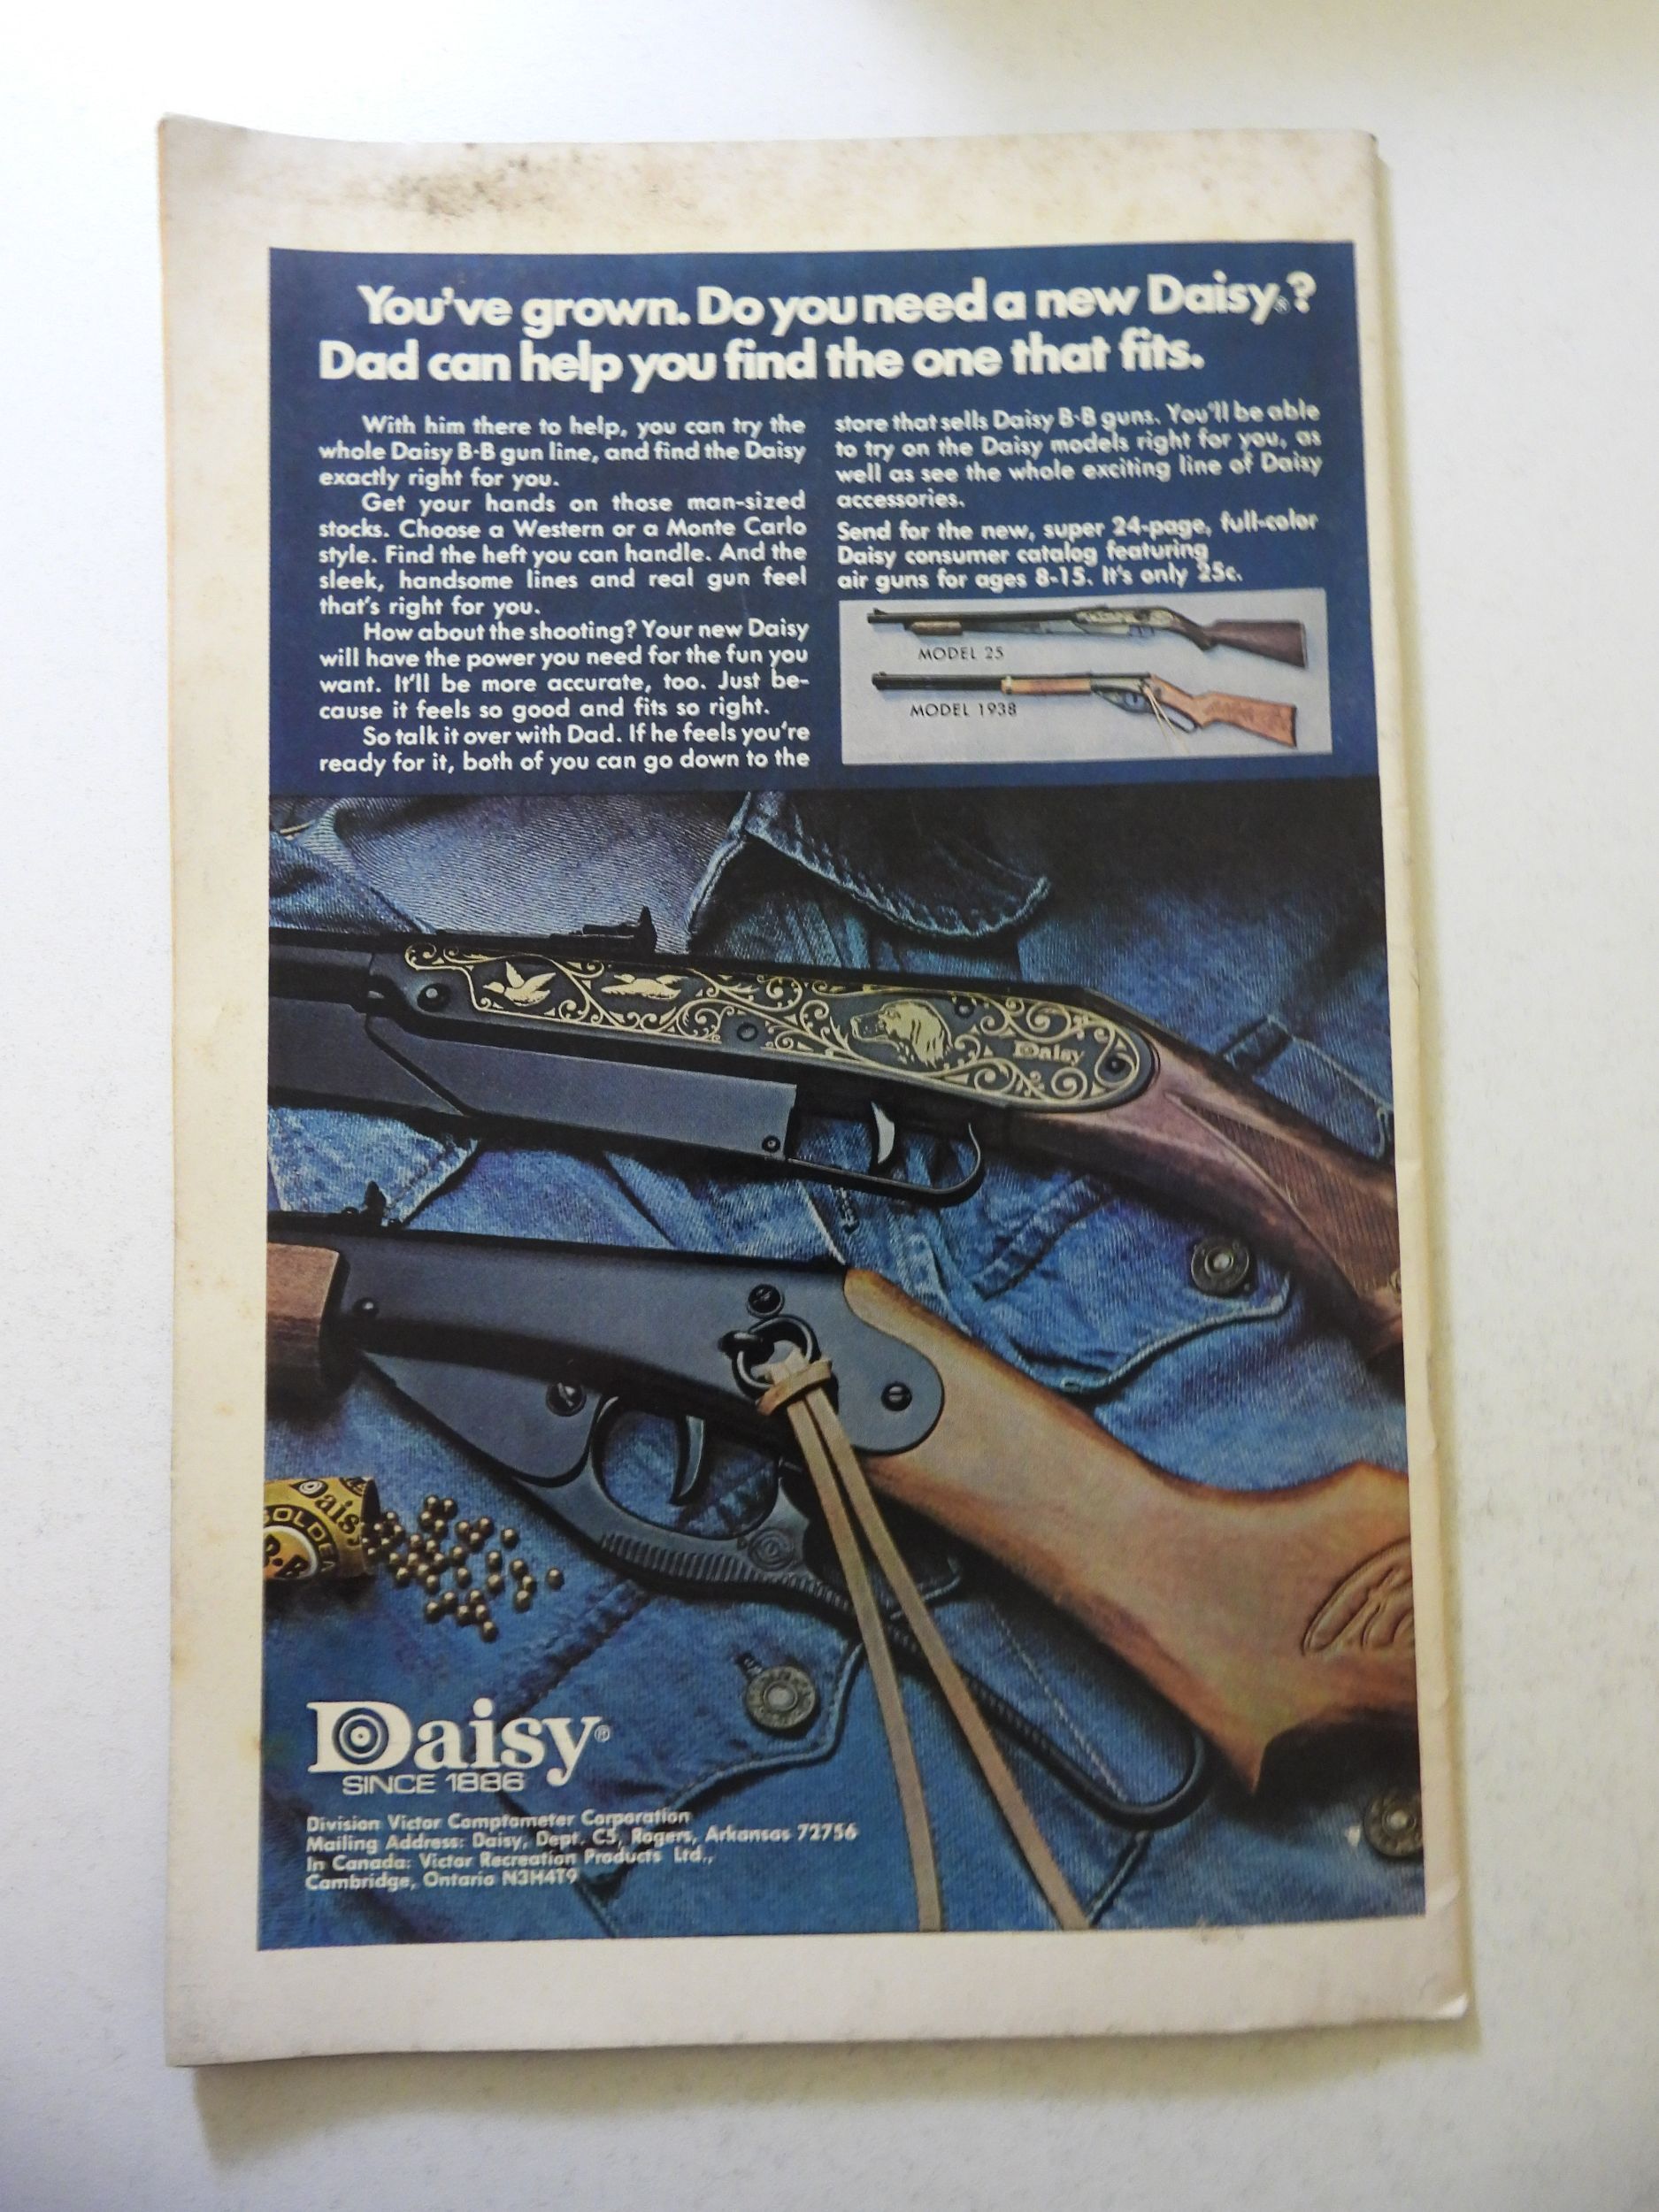 You've grown. Do you need a new Daisy®?
Dad can help you find the one that fits.
With him there to help, you can try the
whole Daisy B·B gun line, and find the Daisy
exactly right for you.
Get your hands on those man-sized
stocks. Choose a Western or a Monte Carlo
style. Find the heft you can handle. And the
sleek, handsome lines and real gun feel
that's right for you.
How about the shooting? Your new Daisy
will have the power you need for the fun you
want. It'll be more accurate, too. Just be-
cause it feels so good and fits so right.
So talk it over with Dad. If he feels you're
ready for it, both of you can go down to the
store that sells Daisy B·B guns. You'll be able
to try on the Daisy models right for you, as
well as see the whole exciting line of Daisy
accessories.
Send for the new, super 24-page, full-color
Daisy consumer catalog featuring
air guns for ages 8-15. It's only 25c.
MODEL 25
MODEL 1938
Daisy
Daisy
GOLDEN
B·B
Daisy®
SINCE 1886
Division Victor Comptometer Corporation
Mailing Address: Daisy, Dept. C5, Rogers, Arkansas 72756
In Canada: Victor Recreation Products Ltd.,
Cambridge, Ontario N3H4T9